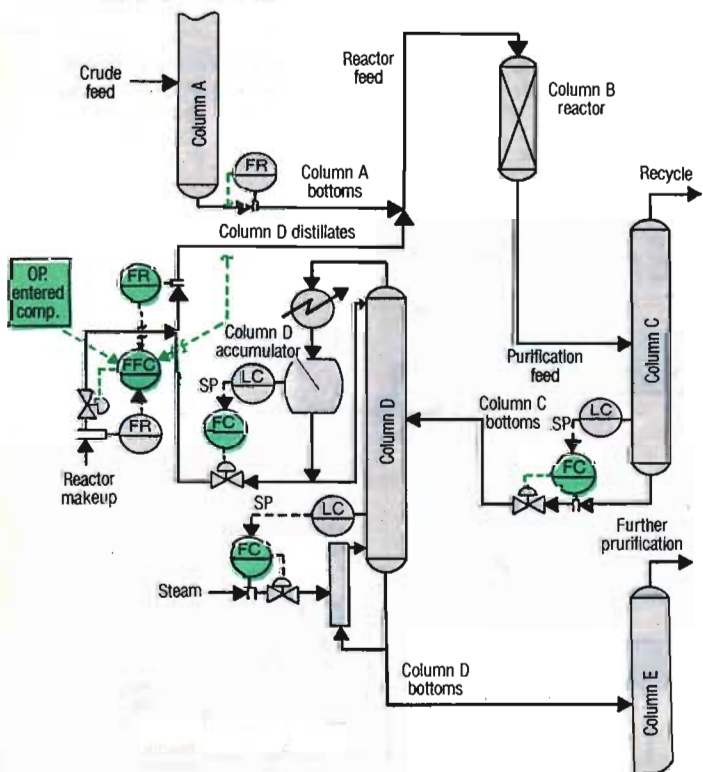 Crude
feed
Column A
FR
Column A
bottoms
Reactor
feed
Column B
reactor
Recycle
Column D distillates
OP.
entered
comp.
FR
FFC
FR
Reactor
makeup
Column D
accumulator
SP
LC
FC
Column D
SP
LC
FC
Steam
Purification
feed
Column C
bottoms
Column C
SP
LC
FC
Further
prurification
Column D
bottoms
Column E